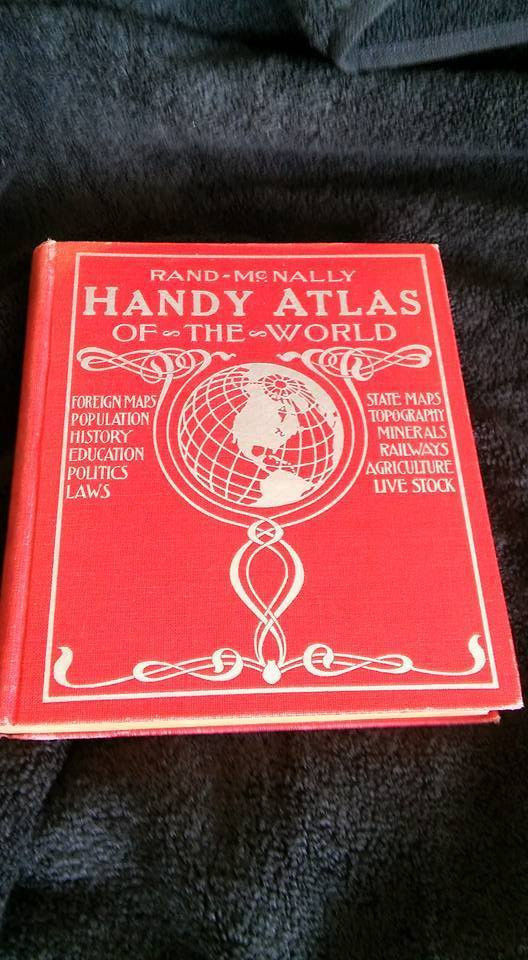 RAND-McNALLY
HANDY ATLAS
OF THE WORLD
FOREIGN MAPS
POPULATION
HISTORY
EDUCATION
POLITICS
LAWS
STATE MAPS
TOPOGRAPHY
MINERALS
RAILWAYS
AGRICULTURE
LIVE STOCK